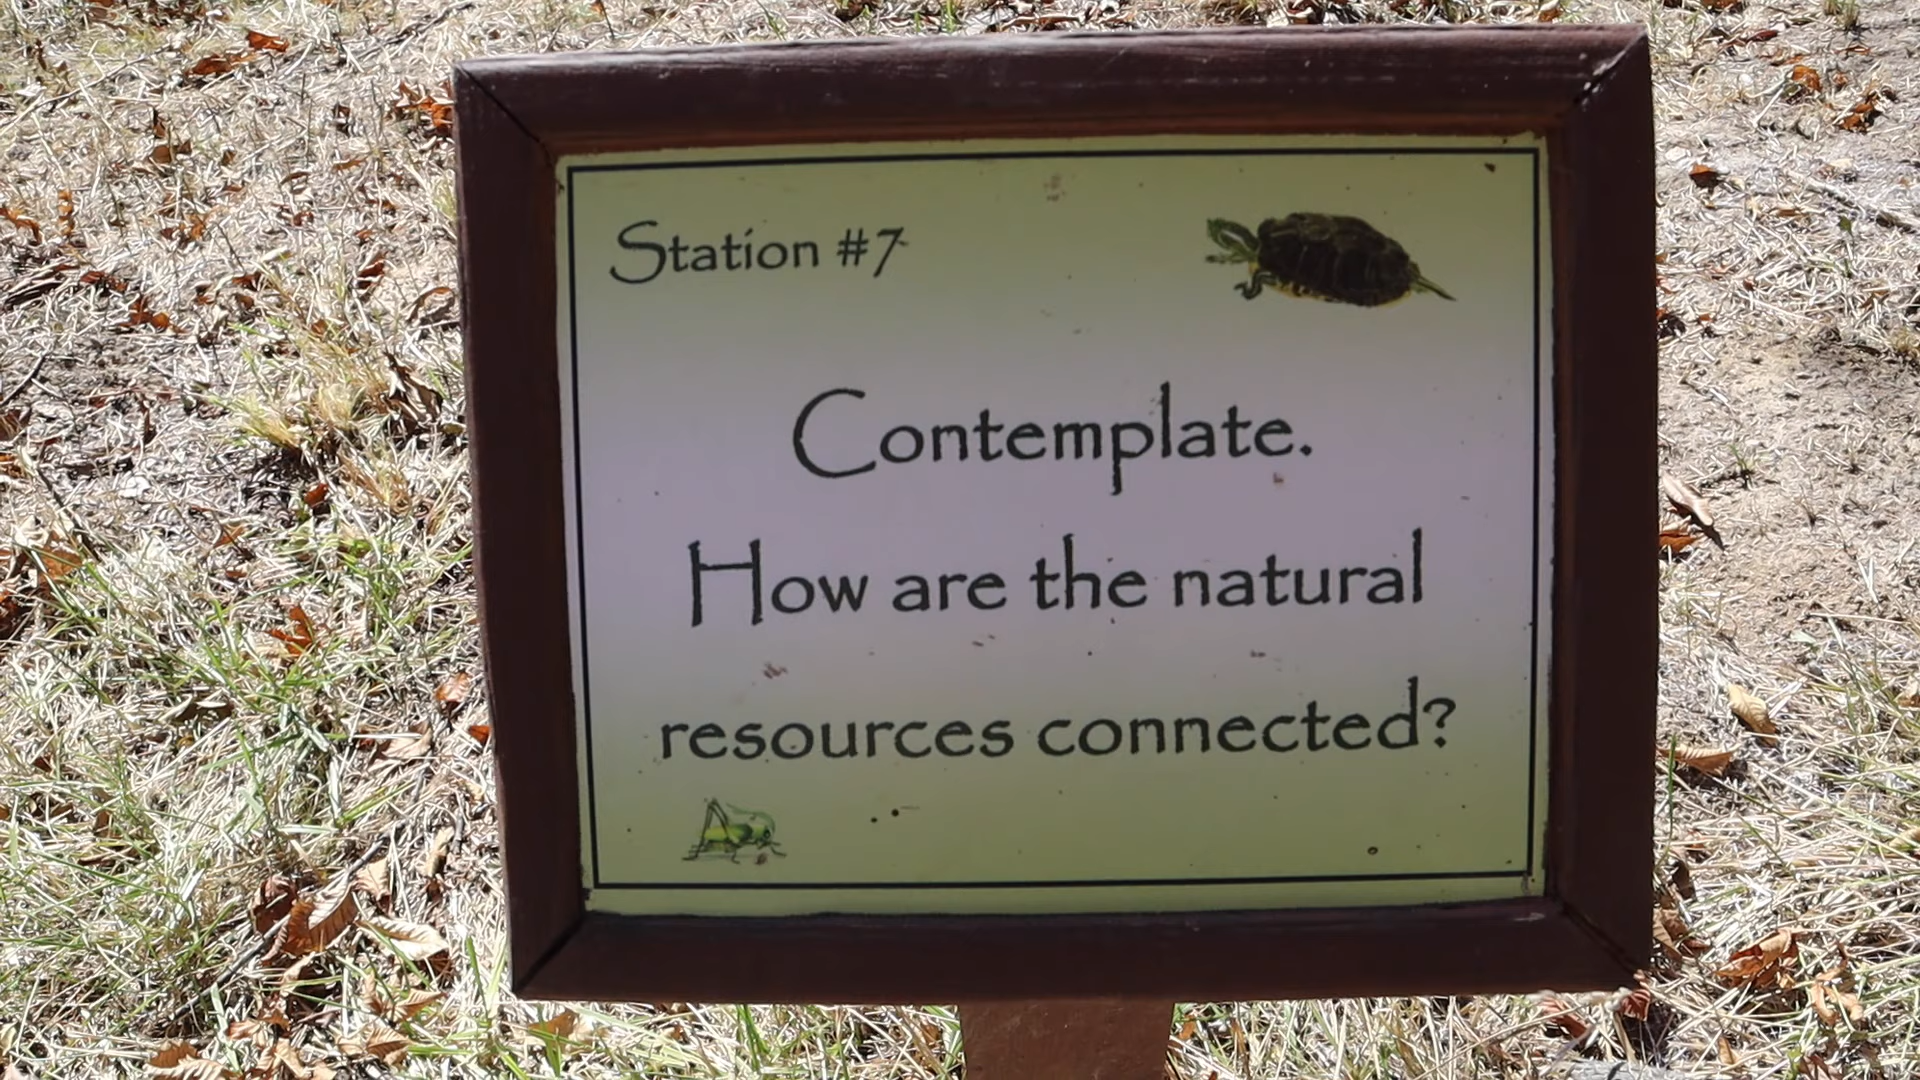 Station #7
Contemplate.
How are the natural
resources connected?